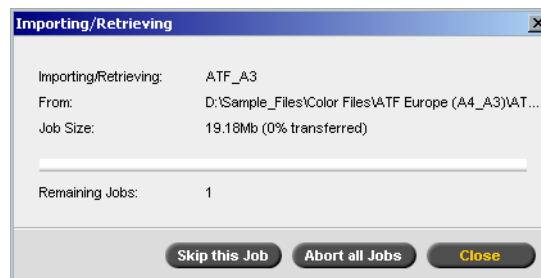 Importing/Retrieving
Importing/Retrieving: ATF_A3
From: D:\Sample_Files\Color Files\ATF Europe (A4_A3)\AT...
Job Size: 19.18Mb (0% transferred)
Remaining Jobs: 1
Skip this Job Abort all Jobs Close